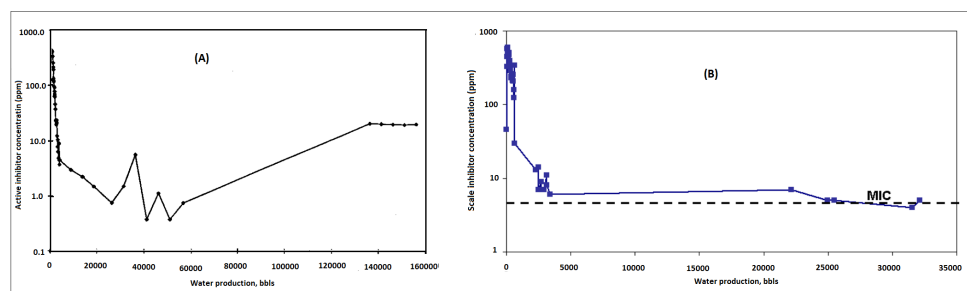 (A)
Active inhibitor concentratin (ppm)
1000.0
100.0
10.0
1.0
0.1
0 20000 40000 60000 80000 100000 120000 140000 160000
Water production, bbls
(B)
Scale inhibitor concentration (ppm)
1000
100
10
1
MIC
0 5000 10000 15000 20000 25000 30000 35000
Water production, bbls